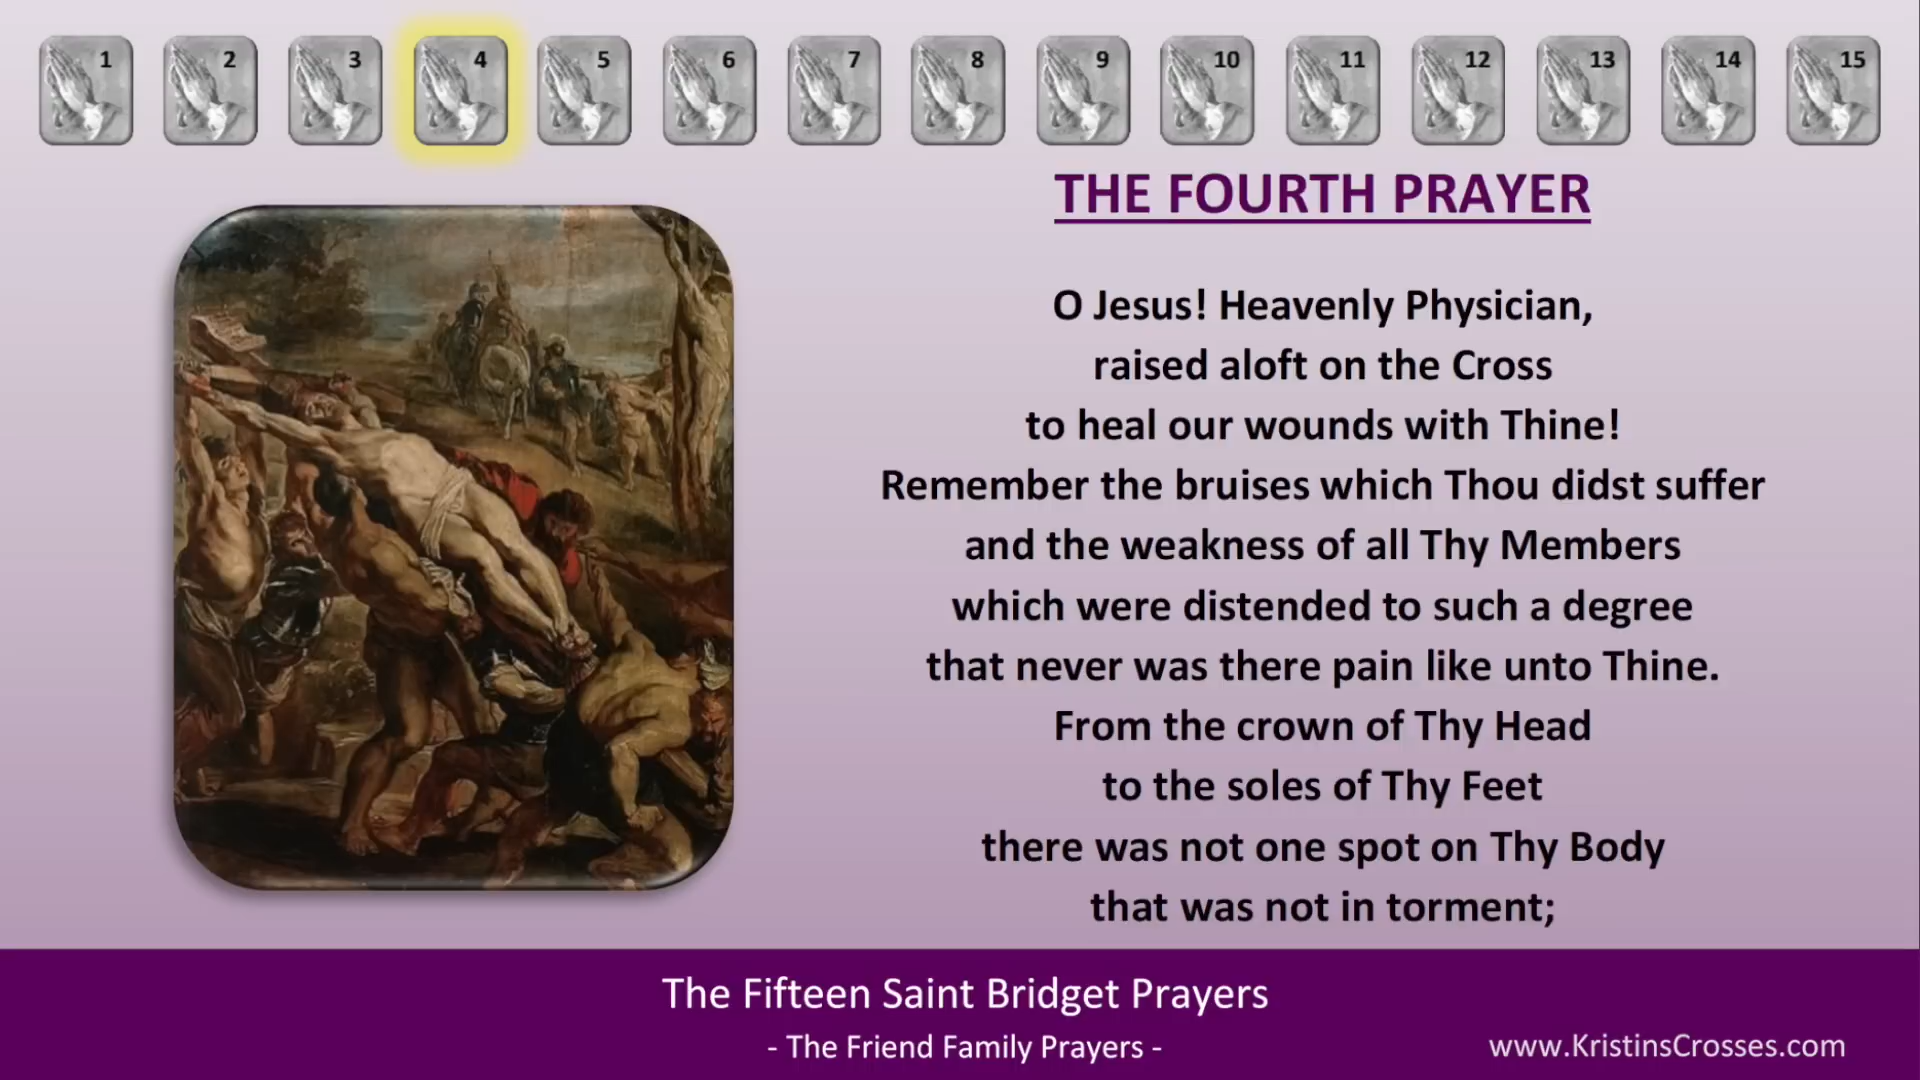 1 2 3 4 5 6 7 8 9 10 11 12 13 14 15
THE FOURTH PRAYER
O Jesus! Heavenly Physician,
raised aloft on the Cross
to heal our wounds with Thine!
Remember the bruises which Thou didst suffer
and the weakness of all Thy Members
which were distended to such a degree
that never was there pain like unto Thine.
From the crown of Thy Head
to the soles of Thy Feet
there was not one spot on Thy Body
that was not in torment;
The Fifteen Saint Bridget Prayers
- The Friend Family Prayers -
www.KristinsCrosses.com